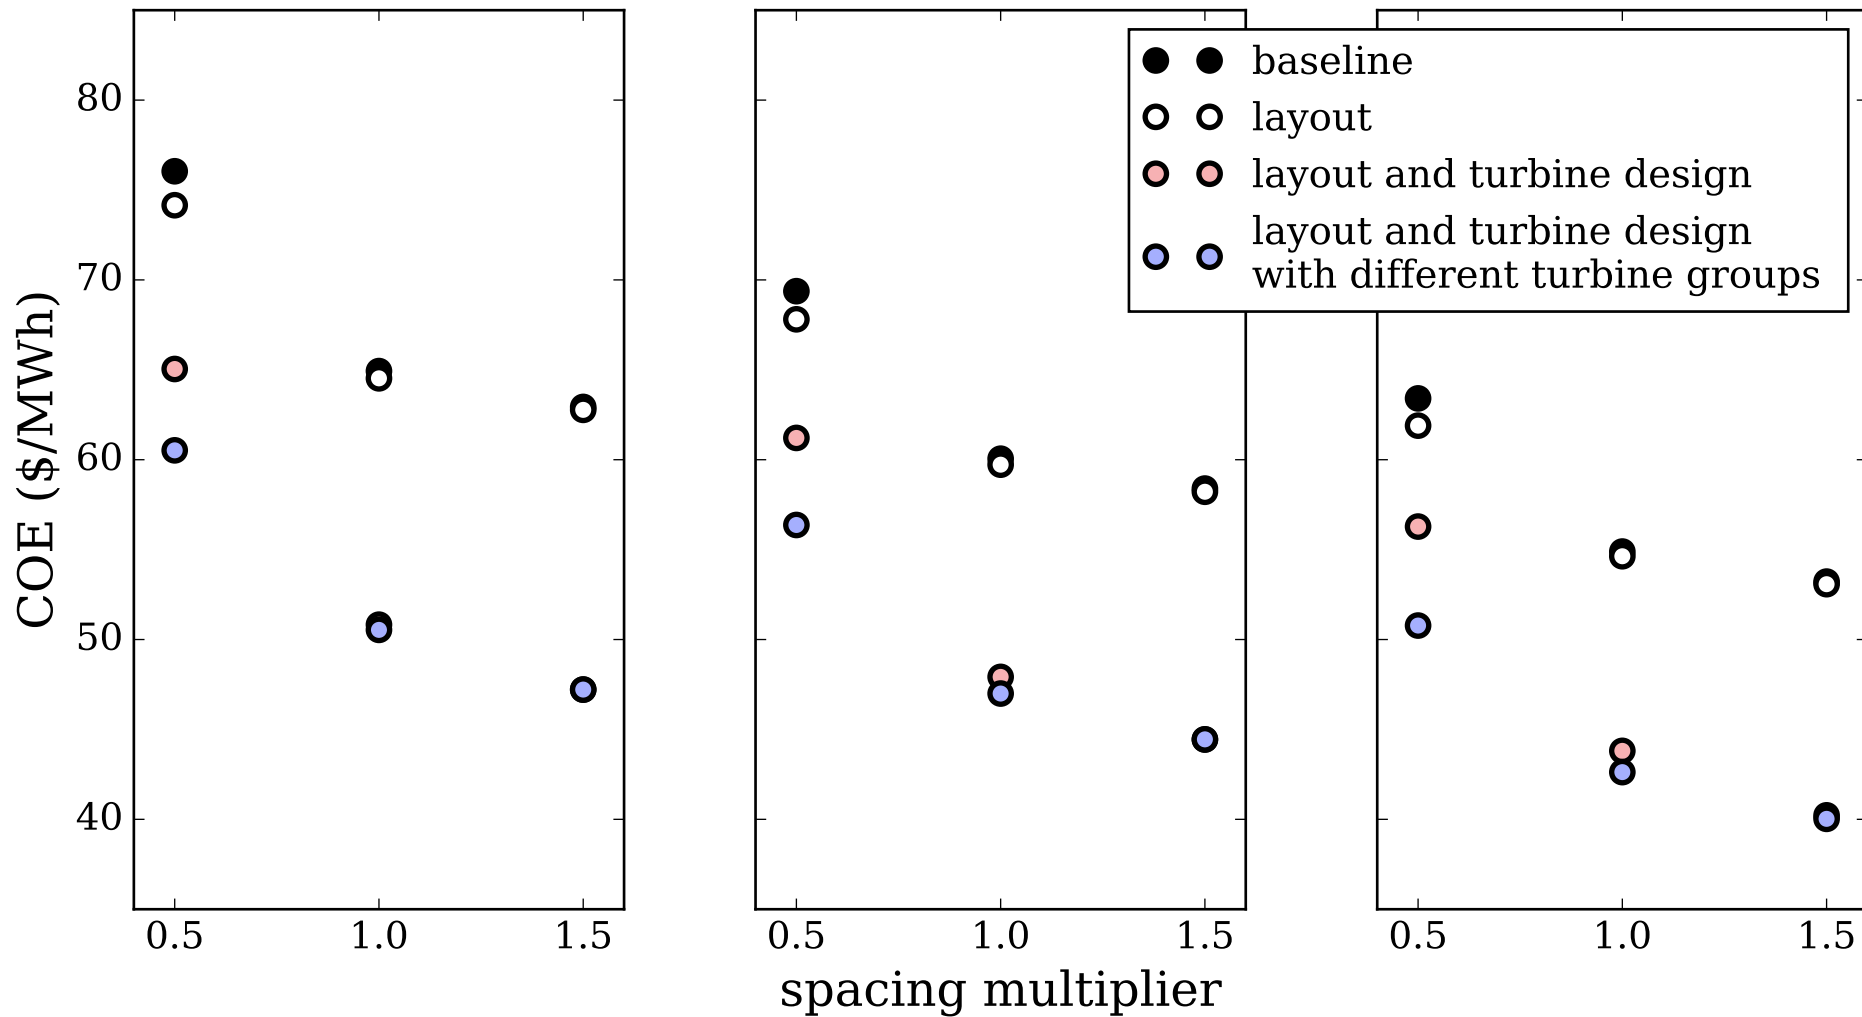 baseline
layout
layout and turbine design
layout and turbine design
with different turbine groups
COE ($/MWh)
80
70
60
50
40
0.5 1.0 1.5
0.5 1.0 1.5
0.5 1.0 1.5
spacing multiplier